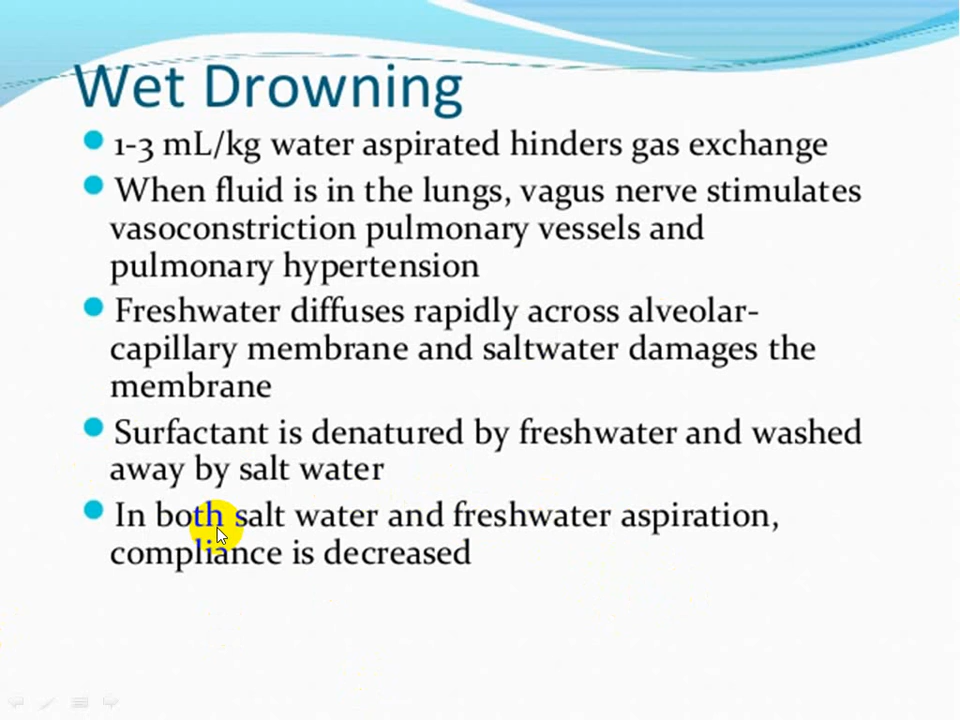 Wet Drowning
1-3 mL/kg water aspirated hinders gas exchange
When fluid is in the lungs, vagus nerve stimulates
vasoconstriction pulmonary vessels and
pulmonary hypertension
Freshwater diffuses rapidly across alveolar-
capillary membrane and saltwater damages the
membrane
Surfactant is denatured by freshwater and washed
away by salt water
In both salt water and freshwater aspiration,
compliance is decreased